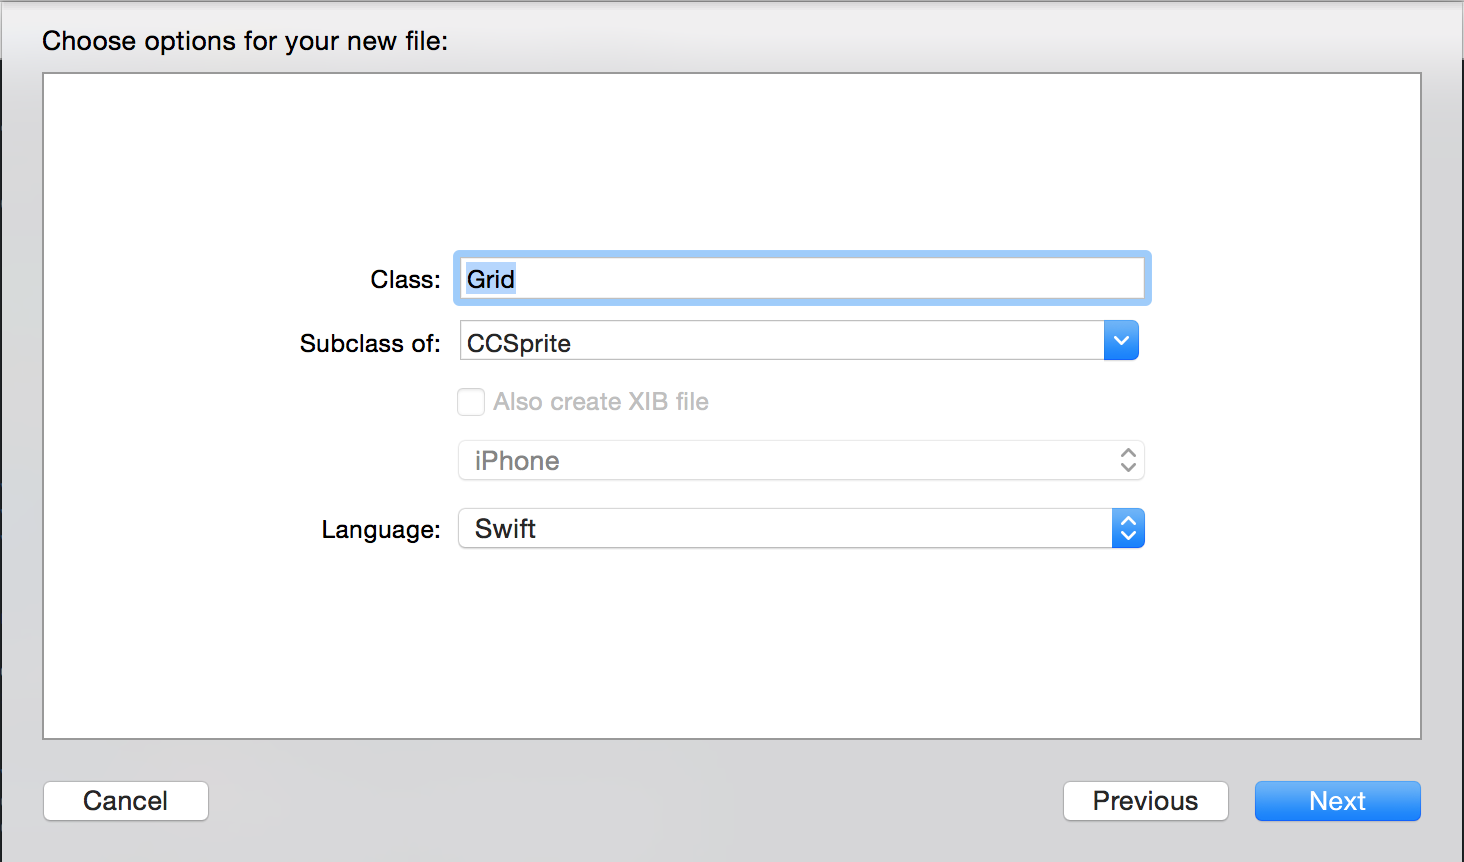 Choose options for your new file:
Class: Grid
Subclass of: CCSprite
Also create XIB file
iPhone
Language: Swift
Cancel Previous Next